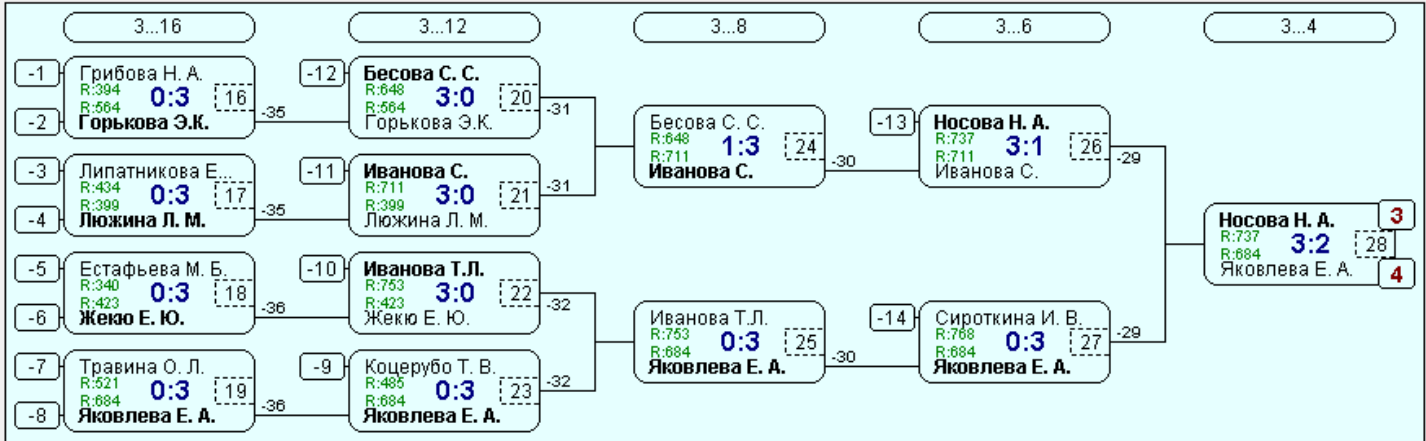 3...16
3...12
3...8
3...6
3...4
-1
Грибова Н. А.
R:394
R:564
0:3
16
-2
Горькова Э.К.
-35
-3
Липатникова Е...
R:434
R:399
0:3
17
-4
Люжина Л. М.
-35
-5
Естафьева М. Б.
R:340
R:423
0:3
18
-6
Жекю Е. Ю.
-36
-7
Травина О. Л.
R:521
R:684
0:3
19
-8
Яковлева Е. А.
-36
-12
Бесова С. С.
R:648
R:564
3:0
20
Горькова Э.К.
-31
-11
Иванова С.
R:711
R:399
3:0
21
Люжина Л. М.
-31
-10
Иванова Т.Л.
R:753
R:423
3:0
22
Жекю Е. Ю.
-32
-9
Коцерубо Т. В.
R:485
R:684
0:3
23
Яковлева Е. А.
-32
Бесова С. С.
R:648
R:711
1:3
24
Иванова С.
-30
Иванова Т.Л.
R:753
R:684
0:3
25
Яковлева Е. А.
-30
-13
Носова Н. А.
R:737
R:711
3:1
26
Иванова С.
-29
-14
Сироткина И. В.
R:768
R:684
0:3
27
Яковлева Е. А.
-29
Носова Н. А.
3
R:737
R:684
3:2
28
Яковлева Е. А.
4